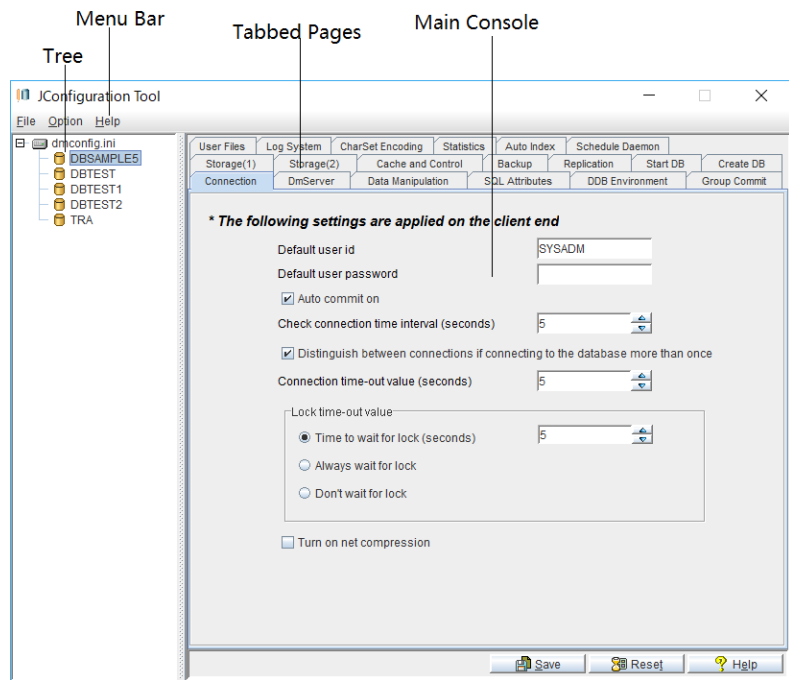 Menu Bar
Tabbed Pages
Main Console
Tree
JConfiguration Tool
File Option Help
dmconfig.ini
DBSAMPLE5
DBTEST
DBTEST1
DBTEST2
TRA
User Files Log System CharSet Encoding Statistics Auto Index Schedule Daemon
Storage(1) Storage(2) Cache and Control Backup Replication Start DB Create DB
Connection DmServer Data Manipulation SQL Attributes DDB Environment Group Commit
* The following settings are applied on the client end
Default user id SYSADM
Default user password
Auto commit on
Check connection time interval (seconds) 5
Distinguish between connections if connecting to the database more than once
Connection time-out value (seconds) 5
Lock time-out value
Time to wait for lock (seconds) 5
Always wait for lock
Don't wait for lock
Turn on net compression
Save Reset Help